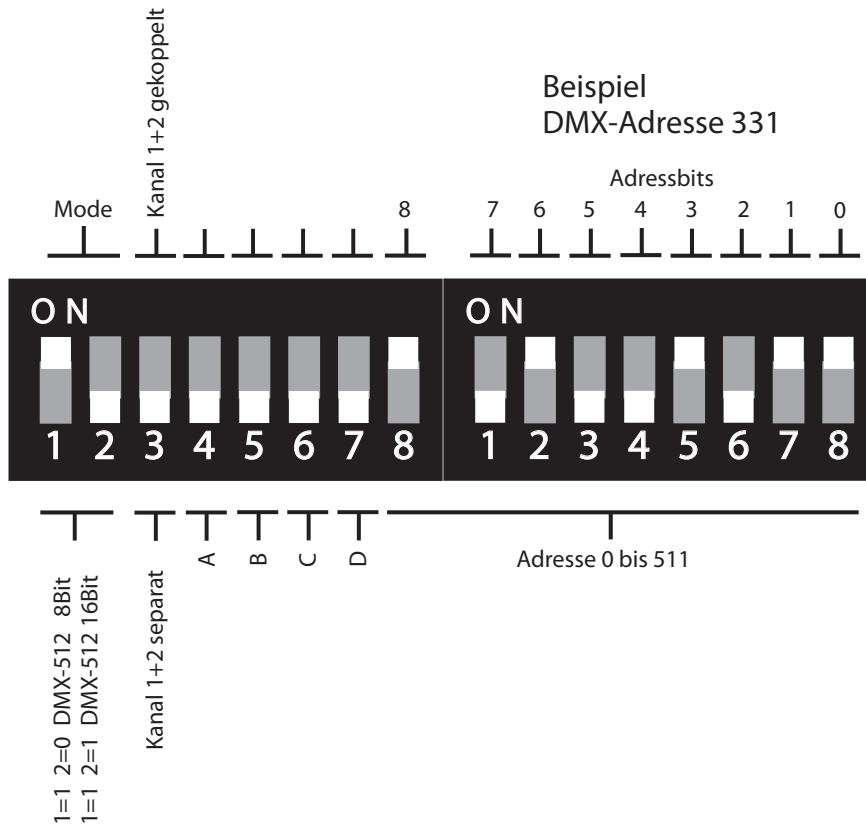 Beispiel
DMX-Adresse 331
Kanal 1+2 gekoppelt
Adressbits
Mode
8 7 6 5 4 3 2 1 0
O N O N
1 2 3 4 5 6 7 8 1 2 3 4 5 6 7 8
A B C D
Adresse 0 bis 511
1=1 2=0 DMX-512 8Bit
1=1 2=1 DMX-512 16Bit
Kanal 1+2 separat